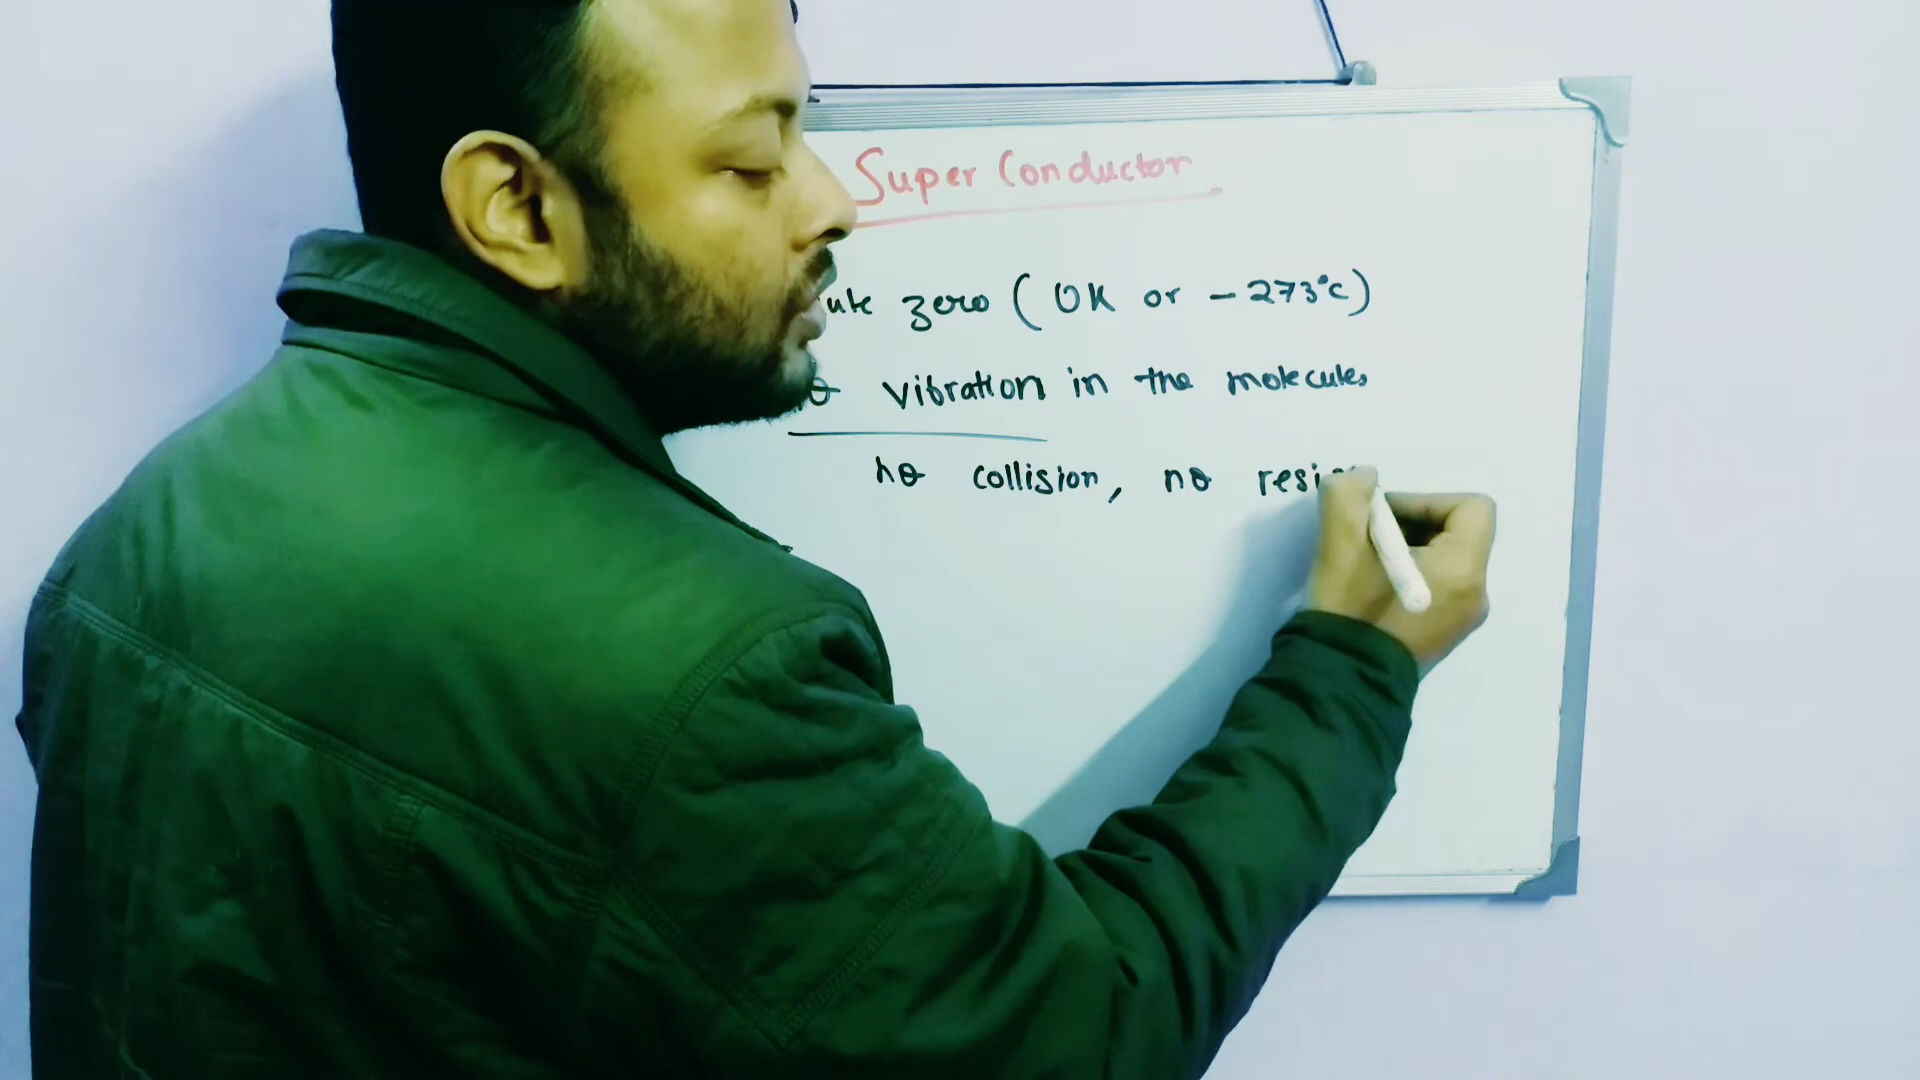 Super Conductor
zero ( 0K or - 273°c)
vibration in the molecules
no collision, no